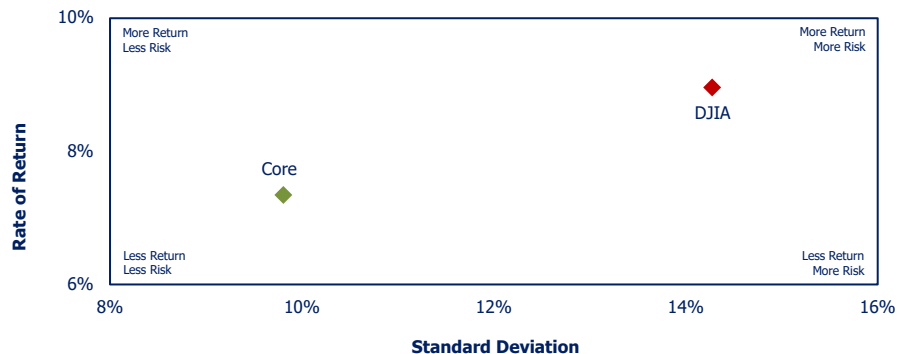 10%
More Return
Less Risk
More Return
More Risk
DJIA
8%
Core
Rate of Return
Less Return
Less Risk
Less Return
More Risk
6%
8%
10%
12%
14%
16%
Standard Deviation